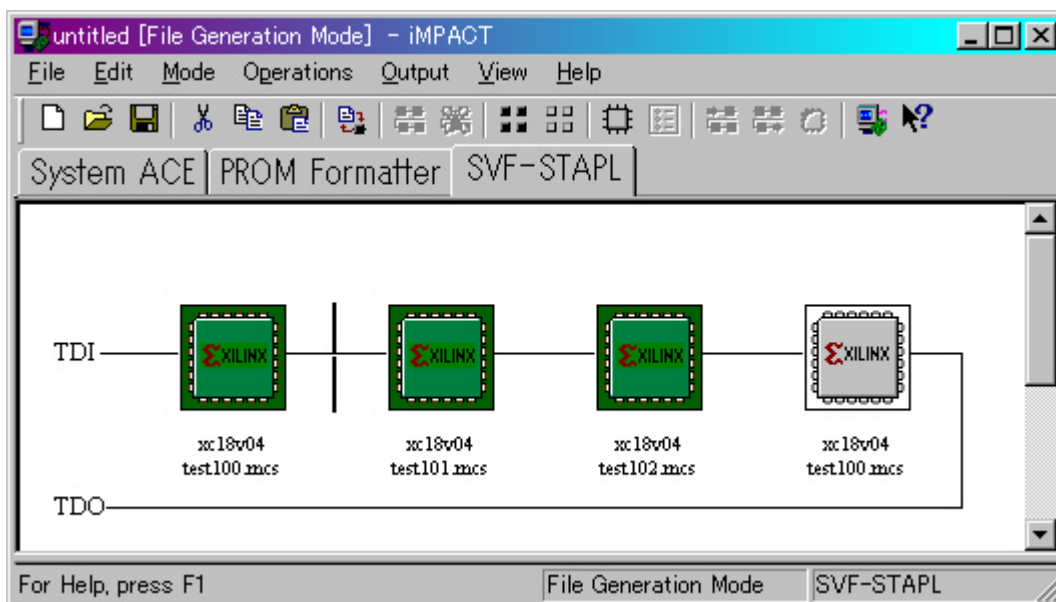 untitled [File Generation Mode] - iMPACT
File Edit Mode Operations Output View Help
System ACE PROM Formatter SVF-STAPL
TDI XILINX XILINX XILINX XILINX
xc18v04 xc18v04 xc18v04 xc18v04
test100.mcs test101.mcs test102.mcs test100.mcs
TDO
For Help, press F1 File Generation Mode SVF-STAPL